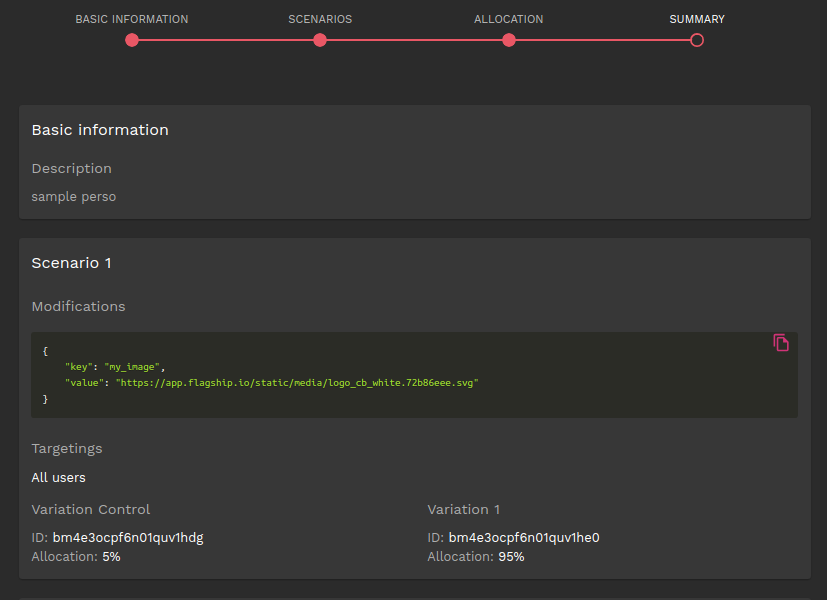 BASIC INFORMATION SCENARIOS ALLOCATION SUMMARY
Basic information
Description
sample perso
Scenario 1
Modifications
{
"key": "my_image",
"value": "https://app.flagship.io/static/media/logo_cb_white.72b86eee.svg"
}
Targetings
All users
Variation Control
ID: bm4e3ocpf6n01quv1hdg
Allocation: 5%
Variation 1
ID: bm4e3ocpf6n01quv1he0
Allocation: 95%